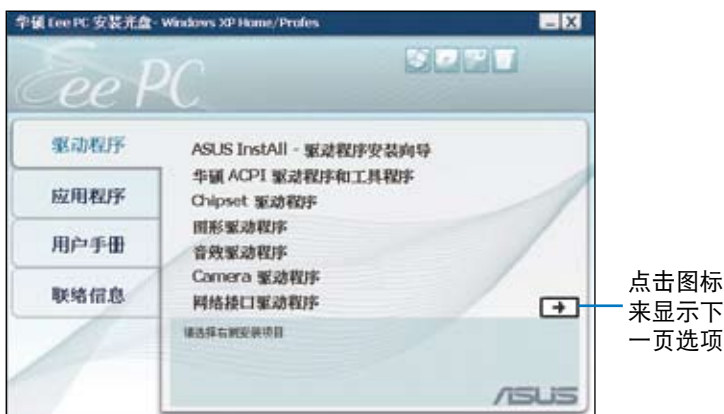 华硕 Eee PC 安装光盘- Windows XP Home/Profes
Eee PC
驱动程序
应用程序
用户手册
联络信息
ASUS InstAll - 驱动程序安装向导
华硕 ACPI 驱动程序和工具程序
Chipset 驱动程序
图形驱动程序
音效驱动程序
Camera 驱动程序
网络接口驱动程序
请选择右侧安装项目
ASUS
点击图标
来显示下
一页选项